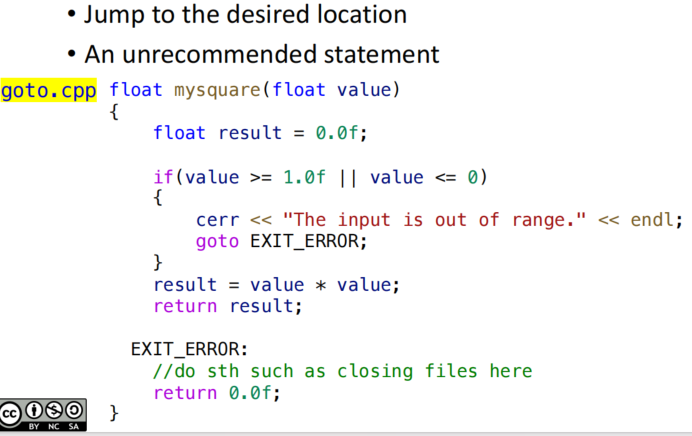 • Jump to the desired location
• An unrecommended statement
goto.cpp float mysquare(float value)
{
    float result = 0.0f;

    if(value >= 1.0f || value <= 0)
    {
        cerr << "The input is out of range." << endl;
        goto EXIT_ERROR;
    }
    result = value * value;
    return result;

  EXIT_ERROR:
    //do sth such as closing files here
    return 0.0f;
}
cc
BY NC SA